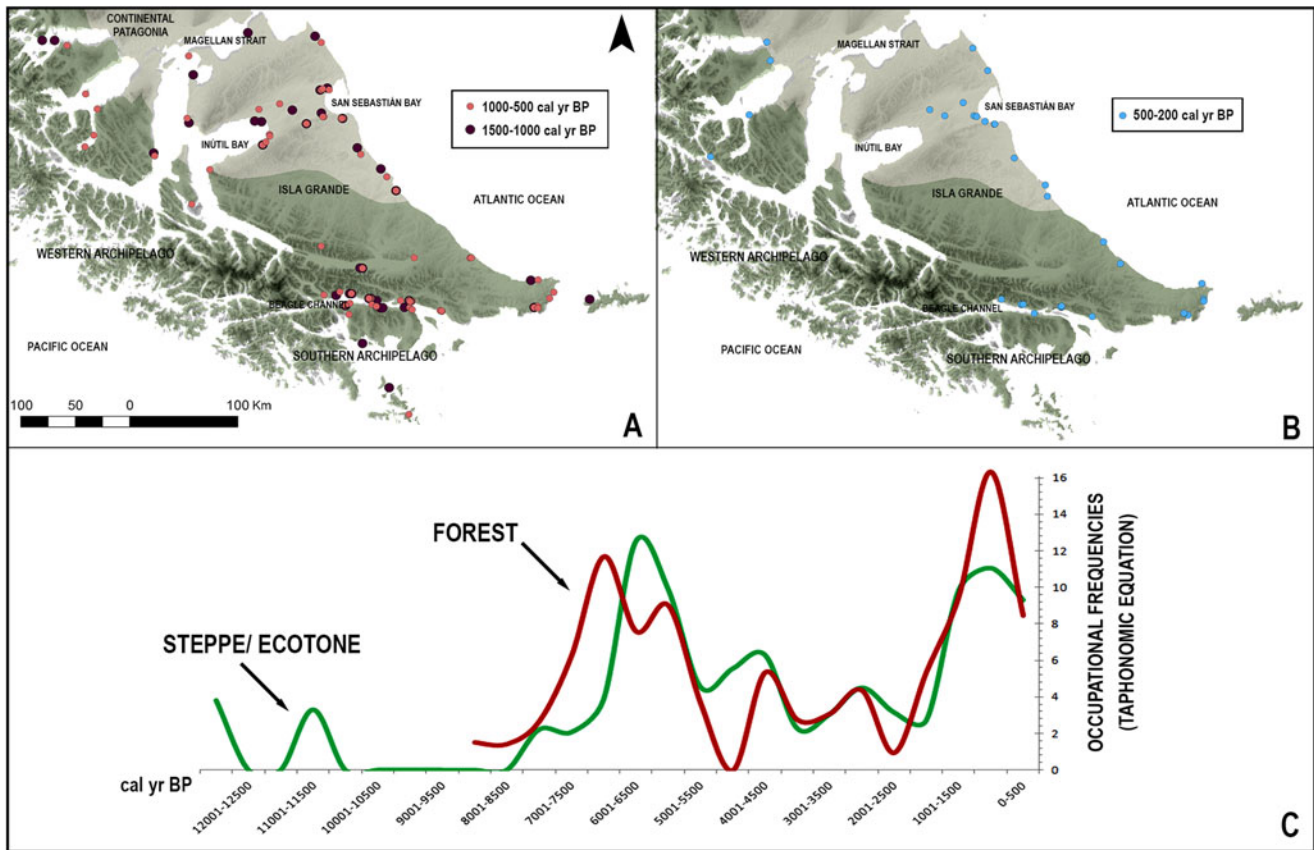 CONTINENTAL
PATAGONIA
MAGELLAN STRAIT
SAN SEBASTIÁN BAY
1000-500 cal yr BP
1500-1000 cal yr BP
INÚTIL BAY
ISLA GRANDE
ATLANTIC OCEAN
WESTERN ARCHIPELAGO
BEAGLE CHANNEL
PACIFIC OCEAN
SOUTHERN ARCHIPELAGO
100 50 0 100 Km
A
MAGELLAN STRAIT
SAN SEBASTIÁN BAY
500-200 cal yr BP
INÚTIL BAY
ISLA GRANDE
ATLANTIC OCEAN
WESTERN ARCHIPELAGO
BEAGLE CHANNEL
PACIFIC OCEAN
SOUTHERN ARCHIPELAGO
B
FOREST
STEPPE/ ECOTONE
16
14
12
10
8
6
4
2
0
OCCUPATIONAL FREQUENCIES
(TAPHONOMIC EQUATION)
cal yr BP
12001-12500
11001-11500
10001-10500
9001-9500
8001-8500
7001-7500
6001-6500
5001-5500
4001-4500
3001-3500
2001-2500
1001-1500
0-500
C